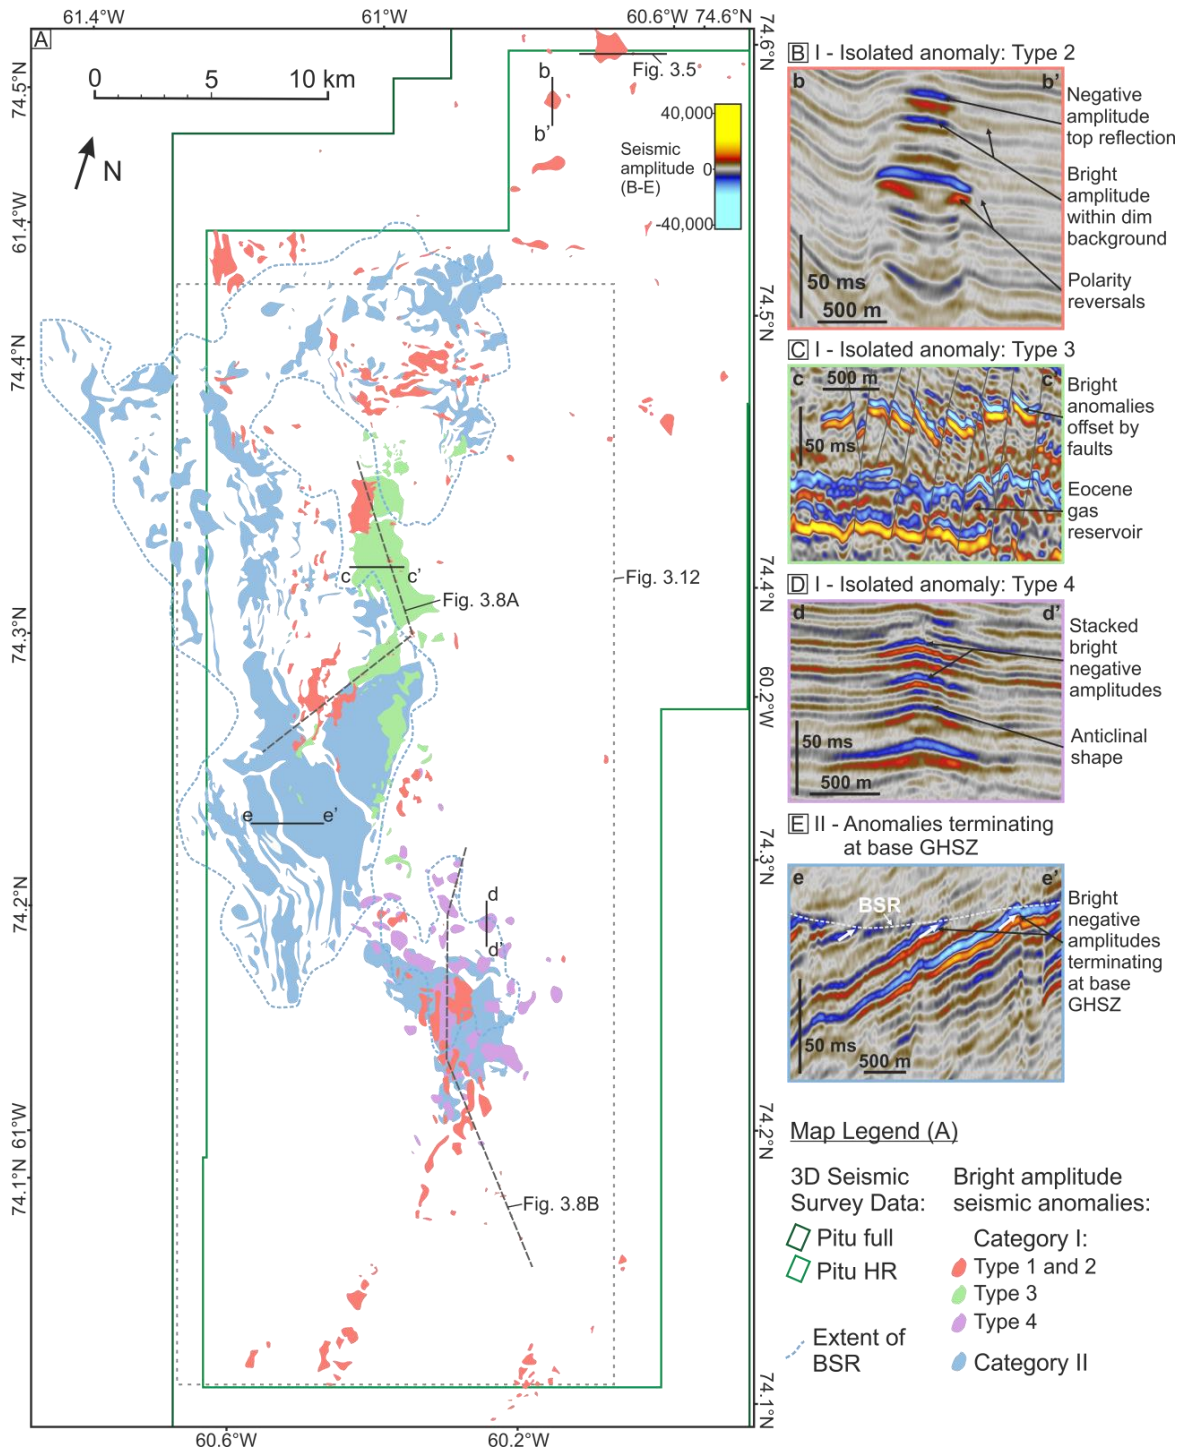 61.4°W
61°W
60.6°W 74.6°N
A
0 5 10 km
N
b
b'
Fig. 3.5
40,000
Seismic
amplitude
(B-E)
0
-40,000
74.5°N
61.4°W
74.4°N
74.3°N
74.2°N
61°W
74.1°N
74.6°N
74.5°N
74.4°N
60.2°W
74.3°N
74.2°N
74.1°N
c c'
Fig. 3.8A
Fig. 3.12
e e'
d
d'
Fig. 3.8B
60.6°W
60.2°W
B I - Isolated anomaly: Type 2
b b'
Negative
amplitude
top reflection
Bright
amplitude
within dim
background
Polarity
reversals
50 ms
500 m
C I - Isolated anomaly: Type 3
c c'
500 m
50 ms
Bright
anomalies
offset by
faults
Eocene
gas
reservoir
D I - Isolated anomaly: Type 4
d d'
Stacked
bright
negative
amplitudes
Anticlinal
shape
50 ms
500 m
E II - Anomalies terminating
at base GHSZ
e e'
BSR
Bright
negative
amplitudes
terminating
at base
GHSZ
50 ms
500 m
Map Legend (A)
3D Seismic
Survey Data:
Pitu full
Pitu HR
Extent of
BSR
Bright amplitude
seismic anomalies:
Category I:
Type 1 and 2
Type 3
Type 4
Category II